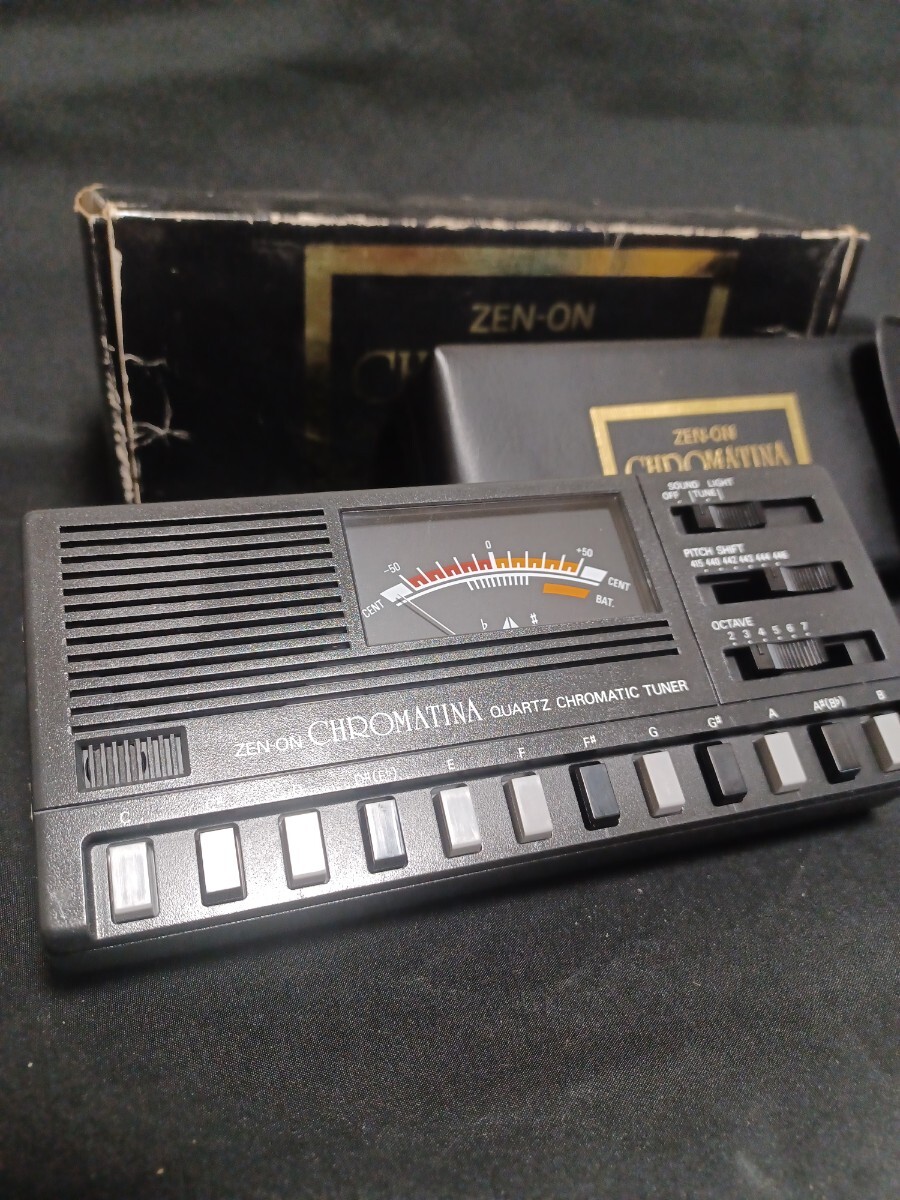 ZEN-ON
ZEN-ON
CHROMATINA
SOUND LIGHT
OFF TUNE
PITCH SHIFT
415 440 442 443 444 445
OCTAVE
2 3 4 5 6 7
-50 0 +50
CENT CENT
BAT.
♭ ♯
ZEN-ON CHROMATINA QUARTZ CHROMATIC TUNER
C D♯(E♭) E F F♯ G G♯ A A♯(B♭) B